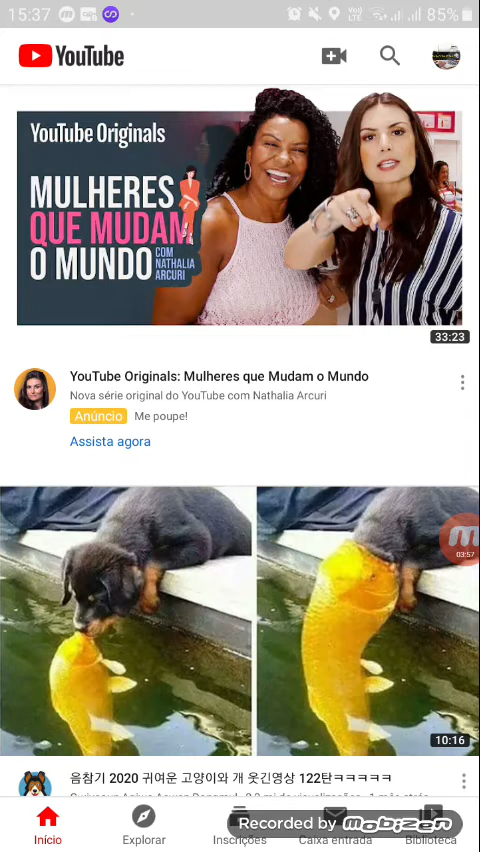 15:37
85%
YouTube
YouTube Originals
MULHERES
QUE MUDAM
O MUNDO
COM
NATHALIA
ARCURI
33:23
YouTube Originals: Mulheres que Mudam o Mundo
Nova série original do YouTube com Nathalia Arcuri
Anúncio Me poupe!
Assista agora
03:57
10:16
음참기 2020 귀여운 고양이와 개 웃긴영상 122탄ㅋㅋㅋㅋㅋ
Início
Explorar
Inscrições
Caixa entrada
Biblioteca
Recorded by mobizen